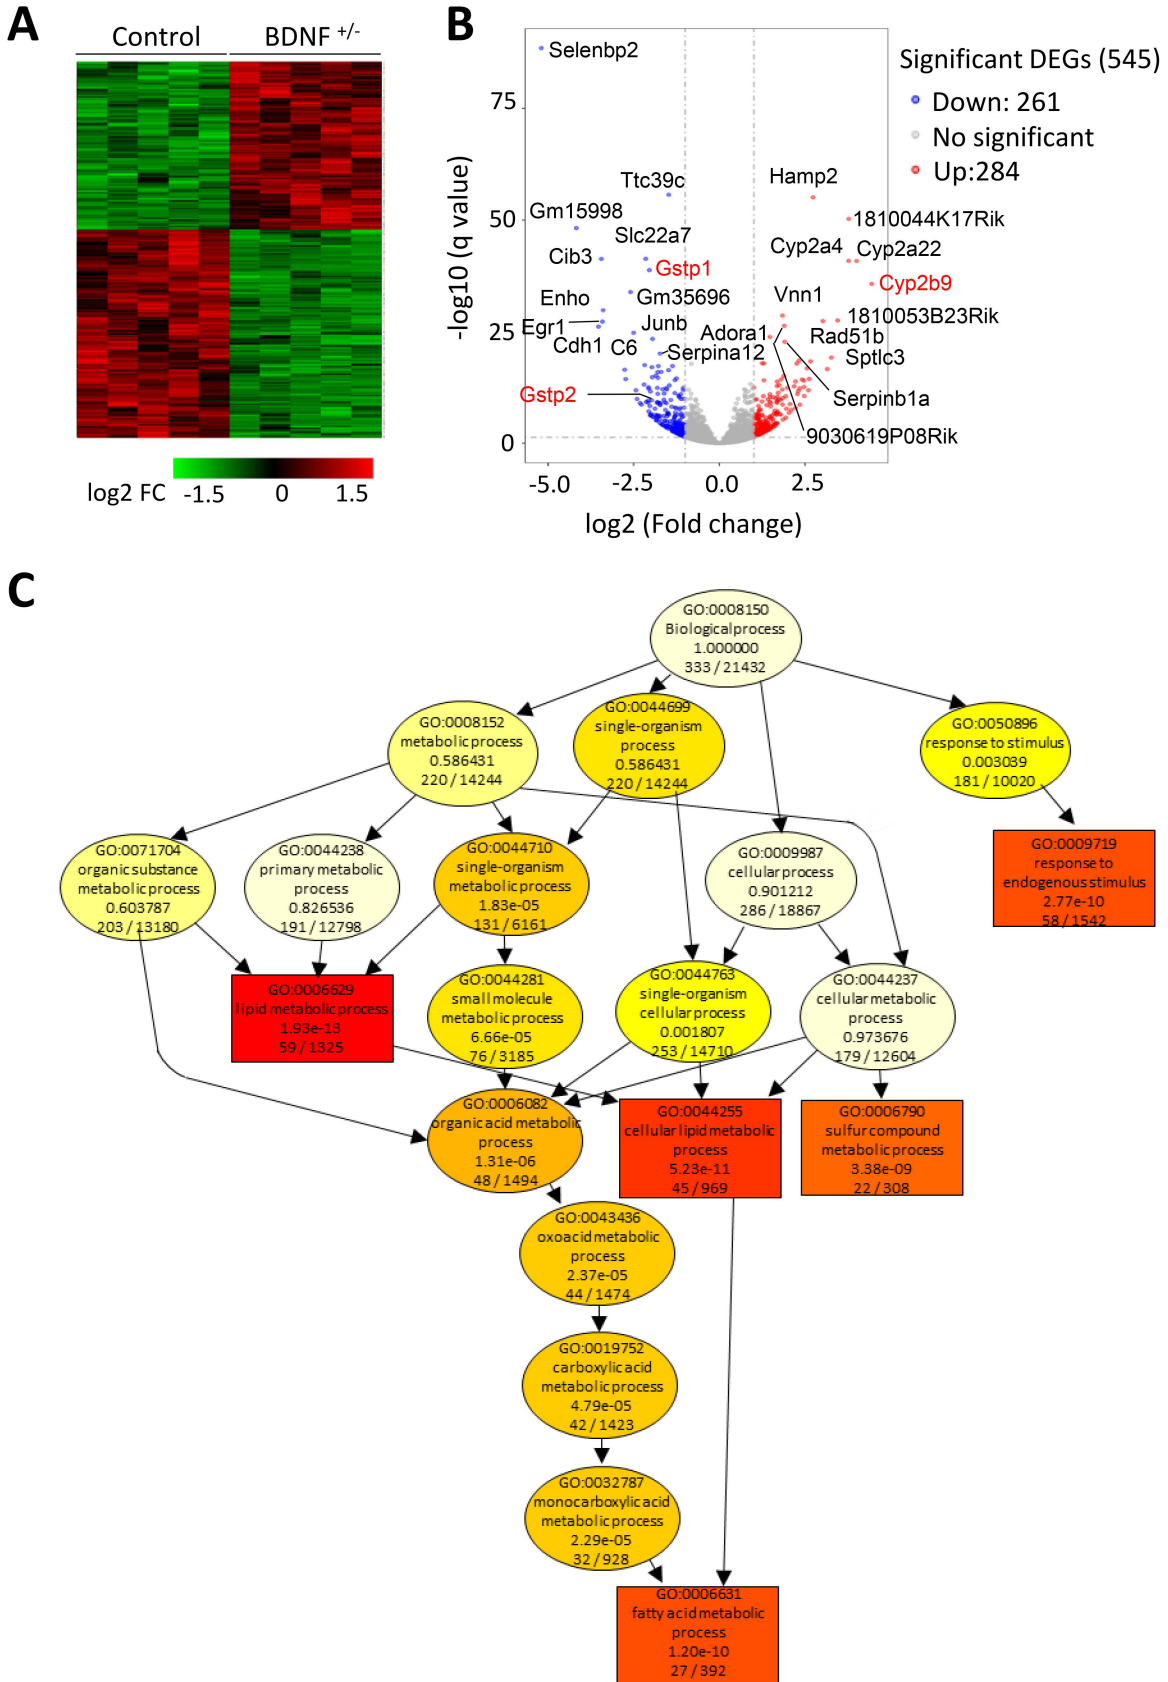 A
Control
BDNF +/-
log2 FC
-1.5
0
1.5
B
-log10 (q value)
75
50
25
0
-5.0
-2.5
0.0
2.5
log2 (Fold change)
Selenbp2
Ttc39c
Gm15998
Slc22a7
Cib3
Gstp1
Enho
Gm35696
Egr1
Junb
Cdh1
C6
Serpina12
Gstp2
Hamp2
1810044K17Rik
Cyp2a4
Cyp2a22
Cyp2b9
Vnn1
1810053B23Rik
Adora1
Rad51b
Sptlc3
Serpinb1a
9030619P08Rik
Significant DEGs (545)
Down: 261
No significant
Up:284
C
GO:0008150
Biological process
1.000000
333 / 21432
GO:0008152
metabolic process
0.586431
220 / 14244
GO:0044699
single-organism
process
0.586431
220 / 14244
GO:0050896
response to stimulus
0.003039
181 / 10020
GO:0071704
organic substance
metabolic process
0.603787
203 / 13180
GO:0044238
primary metabolic
process
0.826536
191 / 12798
GO:0044710
single-organism
metabolic process
1.83e-05
131 / 6161
GO:0009987
cellular process
0.901212
286 / 18867
GO:0009719
response to
endogenous stimulus
2.77e-10
58 / 1542
GO:0006629
lipid metabolic process
1.93e-13
59 / 1325
GO:0044281
small molecule
metabolic process
6.66e-05
76 / 3185
GO:0044763
single-organism
cellular process
0.001807
253 / 14710
GO:0044237
cellular metabolic
process
0.973676
179 / 12604
GO:0006082
organic acid metabolic
process
1.31e-06
48 / 1494
GO:0044255
cellular lipid metabolic
process
5.23e-11
45 / 969
GO:0006790
sulfur compound
metabolic process
3.38e-09
22 / 308
GO:0043436
oxoacid metabolic
process
2.37e-05
44 / 1474
GO:0019752
carboxylic acid
metabolic process
4.79e-05
42 / 1423
GO:0032787
monocarboxylic acid
metabolic process
2.29e-05
32 / 928
GO:0006631
fatty acid metabolic
process
1.20e-10
27 / 392